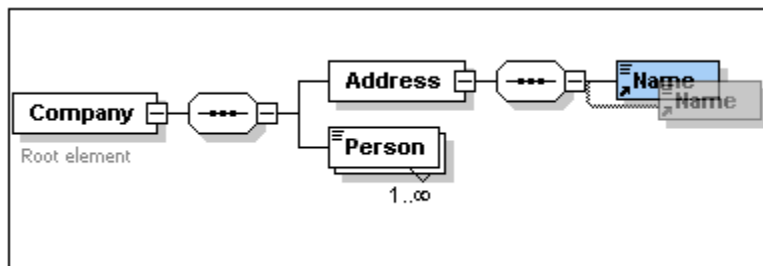 Address
Name
Name
Company
Root element
Person
1..∞